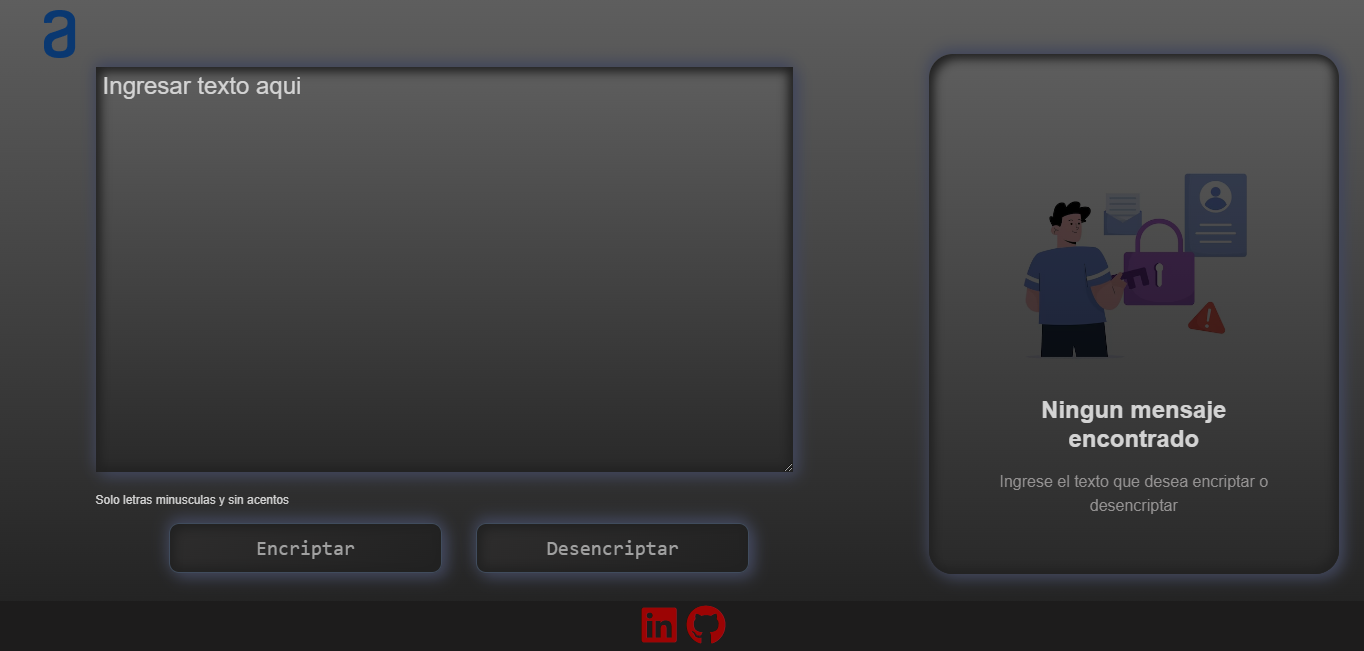 a
Ingresar texto aqui
Solo letras minusculas y sin acentos
Encriptar
Desencriptar
Ningun mensaje
encontrado
Ingrese el texto que desea encriptar o
desencriptar
in